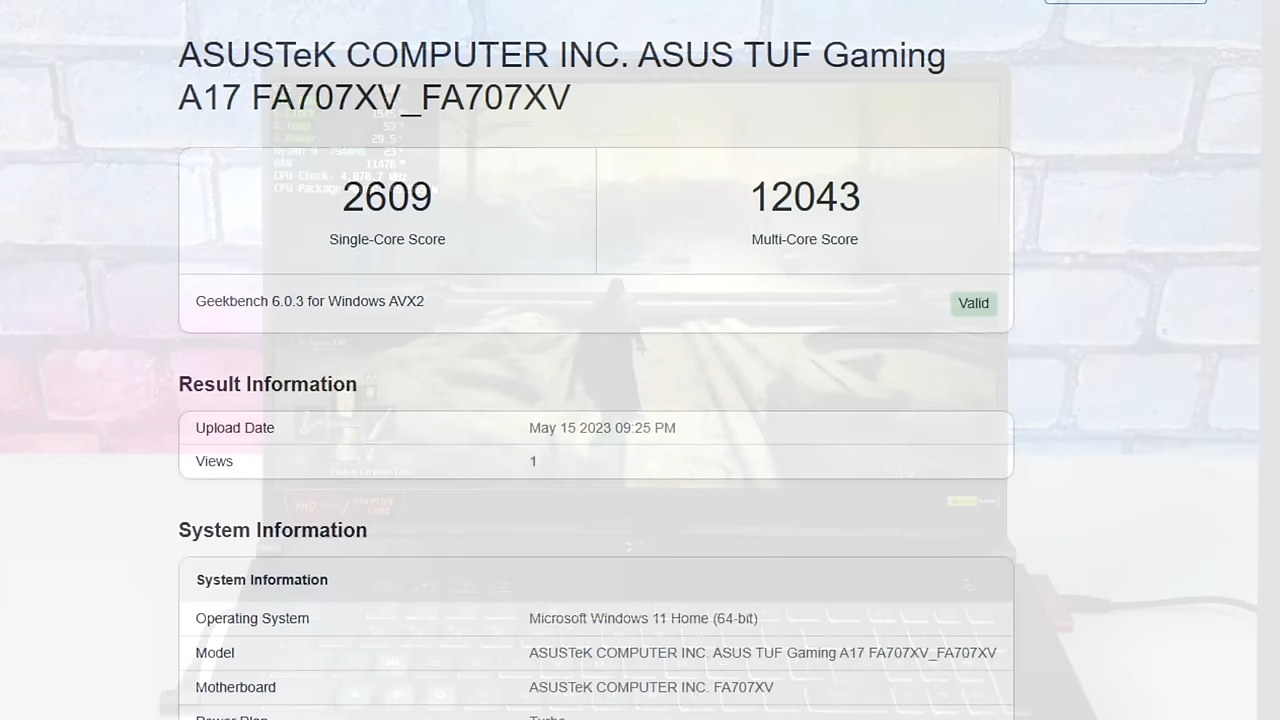 ASUSTeK COMPUTER INC. ASUS TUF Gaming
A17 FA707XV_FA707XV
2609
12043
Single-Core Score
Multi-Core Score
Geekbench 6.0.3 for Windows AVX2
Valid
Result Information
Upload Date
May 15 2023 09:25 PM
Views
1
System Information
System Information
Operating System
Microsoft Windows 11 Home (64-bit)
Model
ASUSTeK COMPUTER INC. ASUS TUF Gaming A17 FA707XV_FA707XV
Motherboard
ASUSTeK COMPUTER INC. FA707XV
Power Plan
Turbo